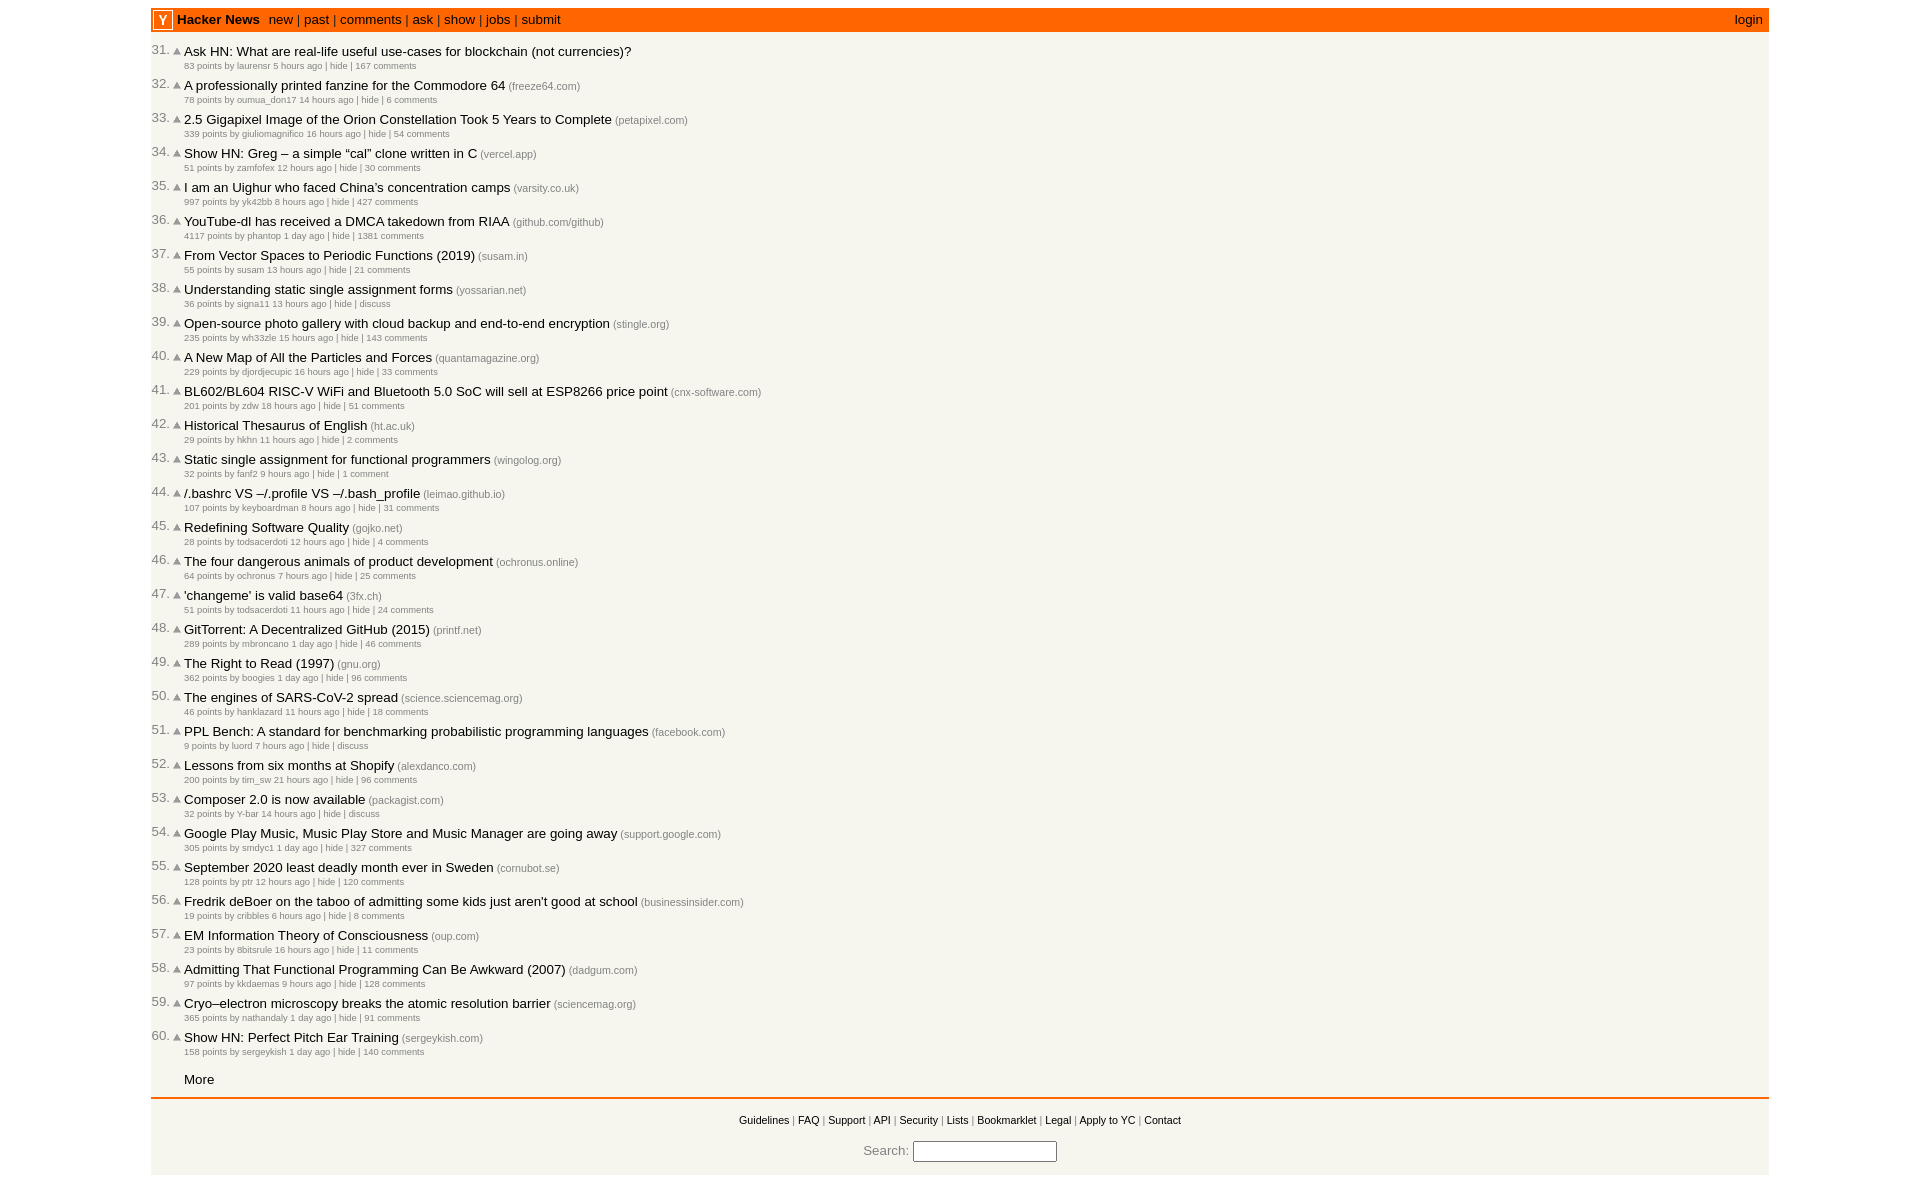 Y Hacker News new | past | comments | ask | show | jobs | submit login
31. Ask HN: What are real-life useful use-cases for blockchain (not currencies)?
83 points by laurensr 5 hours ago | hide | 167 comments
32. A professionally printed fanzine for the Commodore 64 (freeze64.com)
78 points by oumua_don17 14 hours ago | hide | 6 comments
33. 2.5 Gigapixel Image of the Orion Constellation Took 5 Years to Complete (petapixel.com)
339 points by giuliomagnifico 16 hours ago | hide | 54 comments
34. Show HN: Greg – a simple “cal” clone written in C (vercel.app)
51 points by zamfofex 12 hours ago | hide | 30 comments
35. I am an Uighur who faced China’s concentration camps (varsity.co.uk)
997 points by yk42bb 8 hours ago | hide | 427 comments
36. YouTube-dl has received a DMCA takedown from RIAA (github.com/github)
4117 points by phantop 1 day ago | hide | 1381 comments
37. From Vector Spaces to Periodic Functions (2019) (susam.in)
55 points by susam 13 hours ago | hide | 21 comments
38. Understanding static single assignment forms (yossarian.net)
36 points by signa11 13 hours ago | hide | discuss
39. Open-source photo gallery with cloud backup and end-to-end encryption (stingle.org)
235 points by wh33zle 15 hours ago | hide | 143 comments
40. A New Map of All the Particles and Forces (quantamagazine.org)
229 points by djordjecupic 16 hours ago | hide | 33 comments
41. BL602/BL604 RISC-V WiFi and Bluetooth 5.0 SoC will sell at ESP8266 price point (cnx-software.com)
201 points by zdw 18 hours ago | hide | 51 comments
42. Historical Thesaurus of English (ht.ac.uk)
29 points by hkhn 11 hours ago | hide | 2 comments
43. Static single assignment for functional programmers (wingolog.org)
32 points by fanf2 9 hours ago | hide | 1 comment
44. /.bashrc VS –/.profile VS –/.bash_profile (leimao.github.io)
107 points by keyboardman 8 hours ago | hide | 31 comments
45. Redefining Software Quality (gojko.net)
28 points by todsacerdoti 12 hours ago | hide | 4 comments
46. The four dangerous animals of product development (ochronus.online)
64 points by ochronus 7 hours ago | hide | 25 comments
47. 'changeme' is valid base64 (3fx.ch)
51 points by todsacerdoti 11 hours ago | hide | 24 comments
48. GitTorrent: A Decentralized GitHub (2015) (printf.net)
289 points by mbroncano 1 day ago | hide | 46 comments
49. The Right to Read (1997) (gnu.org)
362 points by boogies 1 day ago | hide | 96 comments
50. The engines of SARS-CoV-2 spread (science.sciencemag.org)
46 points by hanklazard 11 hours ago | hide | 18 comments
51. PPL Bench: A standard for benchmarking probabilistic programming languages (facebook.com)
9 points by luord 7 hours ago | hide | discuss
52. Lessons from six months at Shopify (alexdanco.com)
200 points by tim_sw 21 hours ago | hide | 96 comments
53. Composer 2.0 is now available (packagist.com)
32 points by Y-bar 14 hours ago | hide | discuss
54. Google Play Music, Music Play Store and Music Manager are going away (support.google.com)
305 points by smdyc1 1 day ago | hide | 327 comments
55. September 2020 least deadly month ever in Sweden (cornubot.se)
128 points by ptr 12 hours ago | hide | 120 comments
56. Fredrik deBoer on the taboo of admitting some kids just aren't good at school (businessinsider.com)
19 points by cribbles 6 hours ago | hide | 8 comments
57. EM Information Theory of Consciousness (oup.com)
23 points by 8bitsrule 16 hours ago | hide | 11 comments
58. Admitting That Functional Programming Can Be Awkward (2007) (dadgum.com)
97 points by kkdaemas 9 hours ago | hide | 128 comments
59. Cryo–electron microscopy breaks the atomic resolution barrier (sciencemag.org)
365 points by nathandaly 1 day ago | hide | 91 comments
60. Show HN: Perfect Pitch Ear Training (sergeykish.com)
158 points by sergeykish 1 day ago | hide | 140 comments
More
Guidelines | FAQ | Support | API | Security | Lists | Bookmarklet | Legal | Apply to YC | Contact
Search: